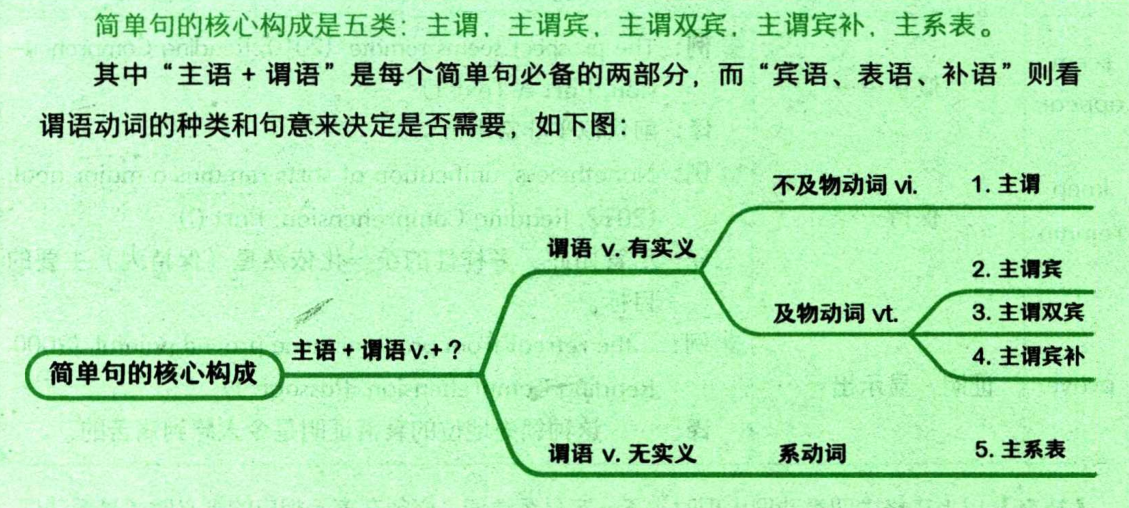 简单句的核心构成是五类：主谓，主谓宾，主谓双宾，主谓宾补，主系表。
其中“主语 + 谓语”是每个简单句必备的两部分，而“宾语、表语、补语”则看
谓语动词的种类和句意来决定是否需要，如下图：
不及物动词 vi.
1. 主谓
谓语 v. 有实义
2. 主谓宾
及物动词 vt.
3. 主谓双宾
主语 + 谓语 v.+ ?
4. 主谓宾补
简单句的核心构成
谓语 v. 无实义
系动词
5. 主系表